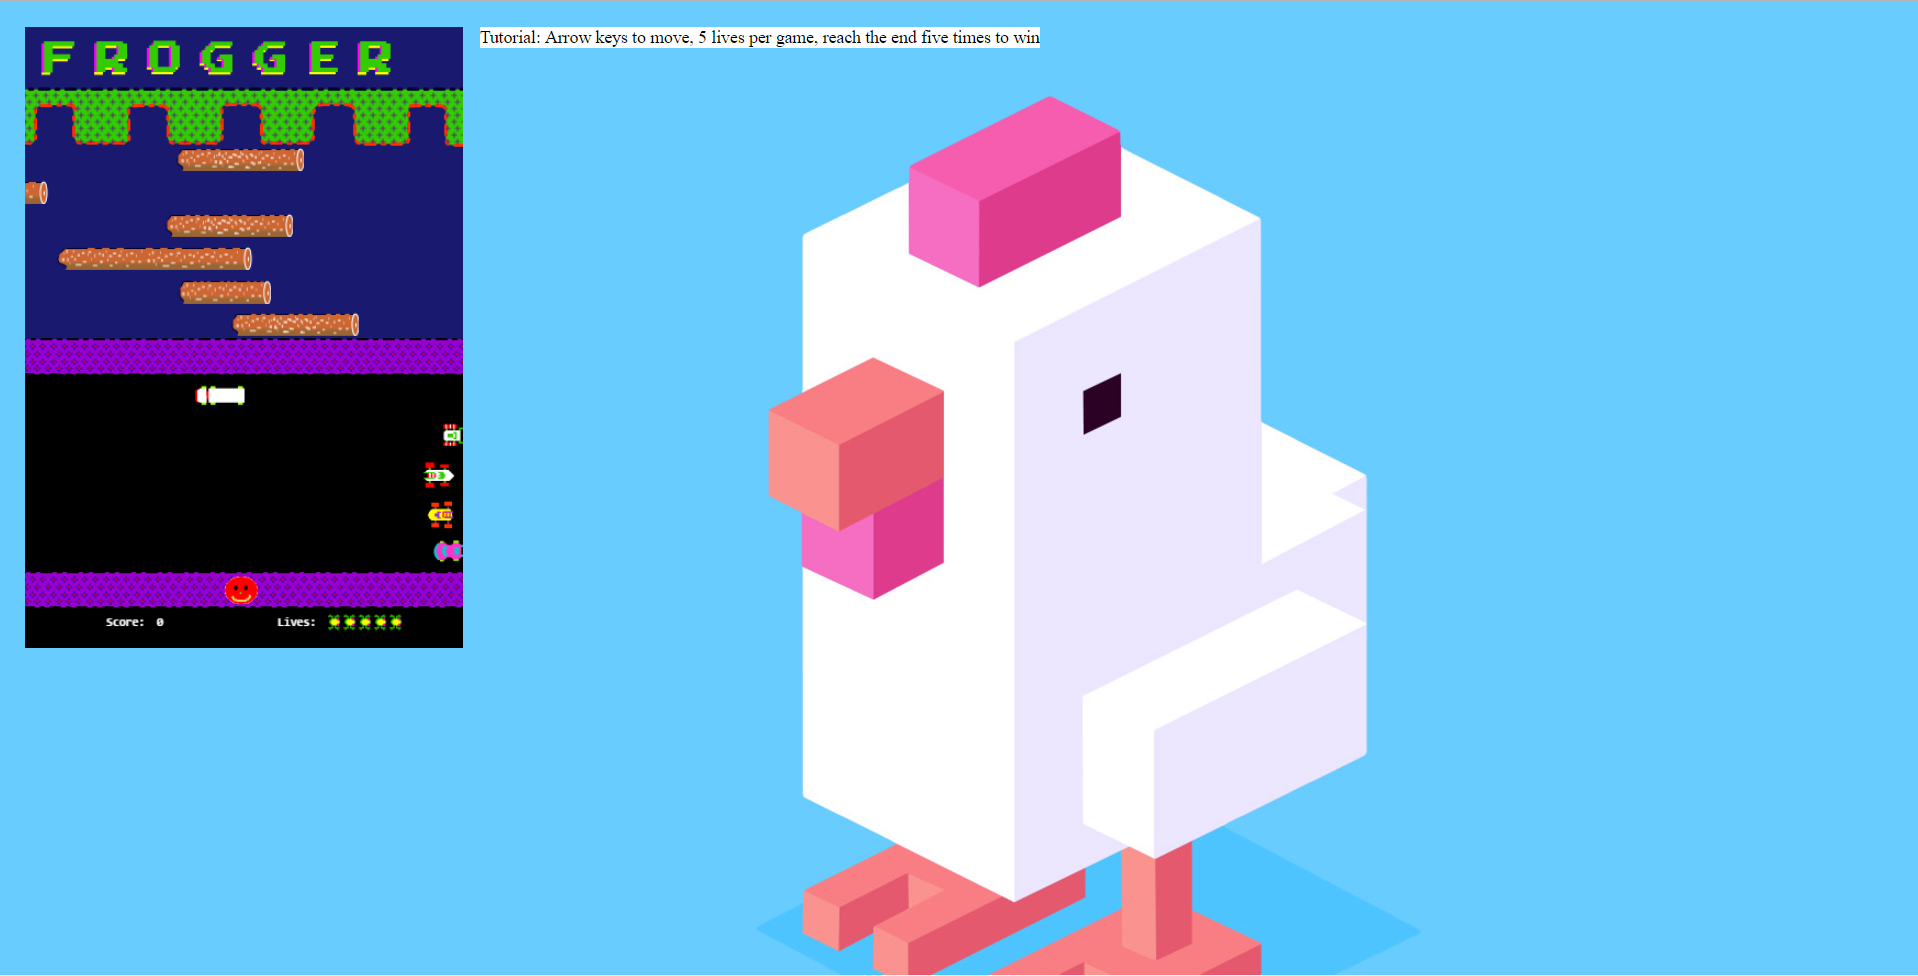 FROGGER
Tutorial: Arrow keys to move, 5 lives per game, reach the end five times to win
Score: 0
Lives: